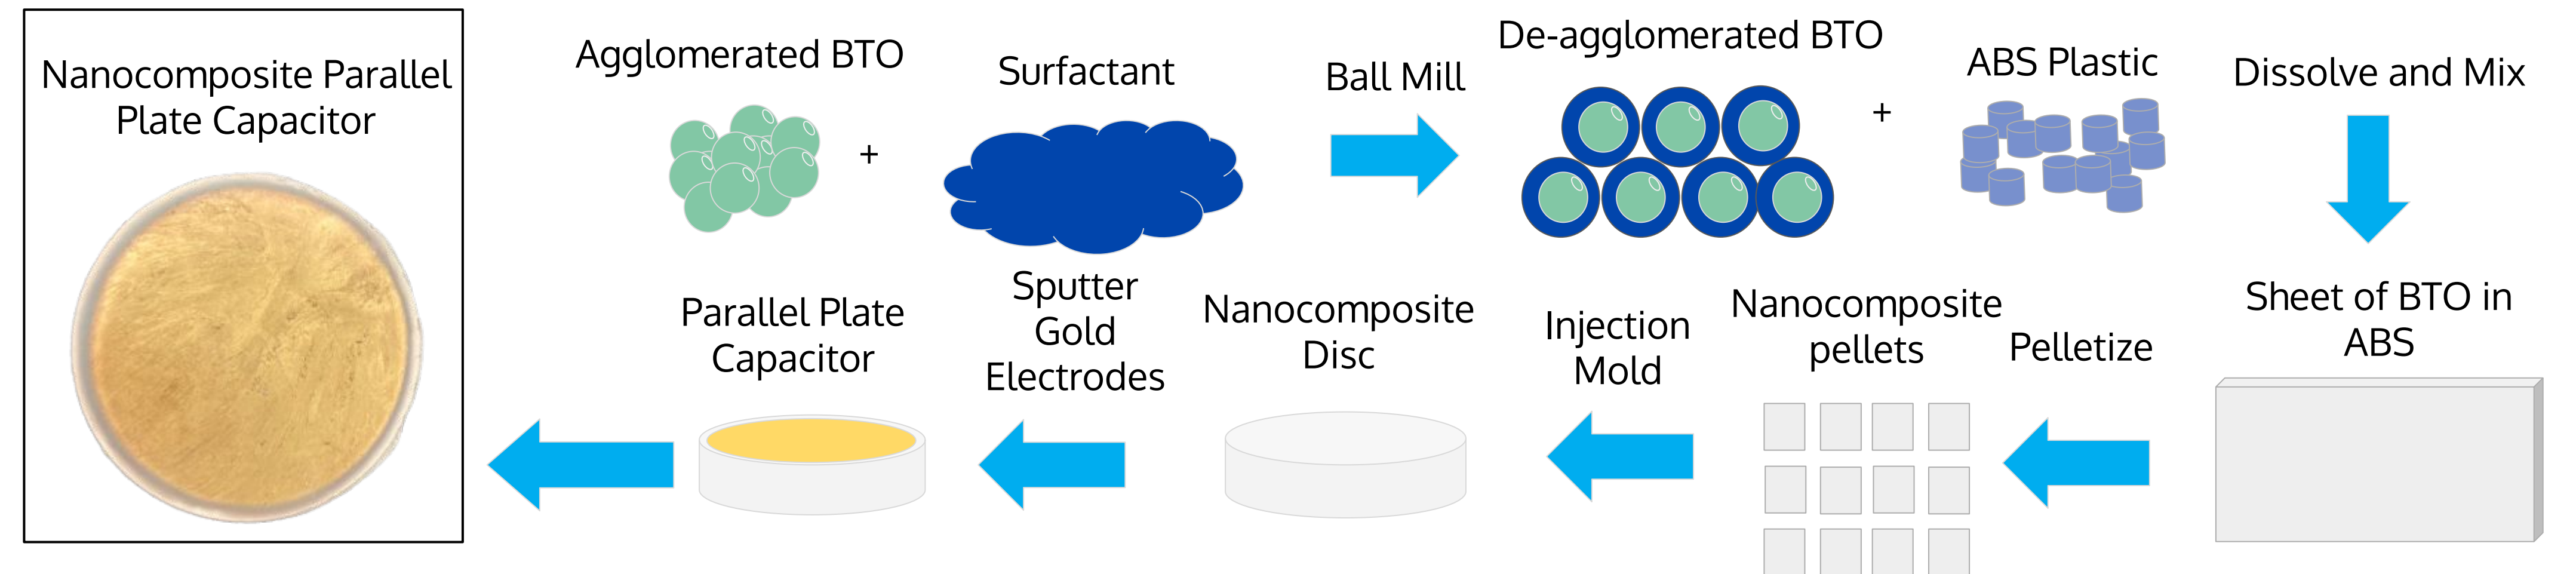 Nanocomposite Parallel
Plate Capacitor
Agglomerated BTO
+
Surfactant
Ball Mill
De-agglomerated BTO
+
ABS Plastic
Dissolve and Mix
Sheet of BTO in
ABS
Pelletize
Nanocomposite
pellets
Injection
Mold
Nanocomposite
Disc
Sputter
Gold
Electrodes
Parallel Plate
Capacitor